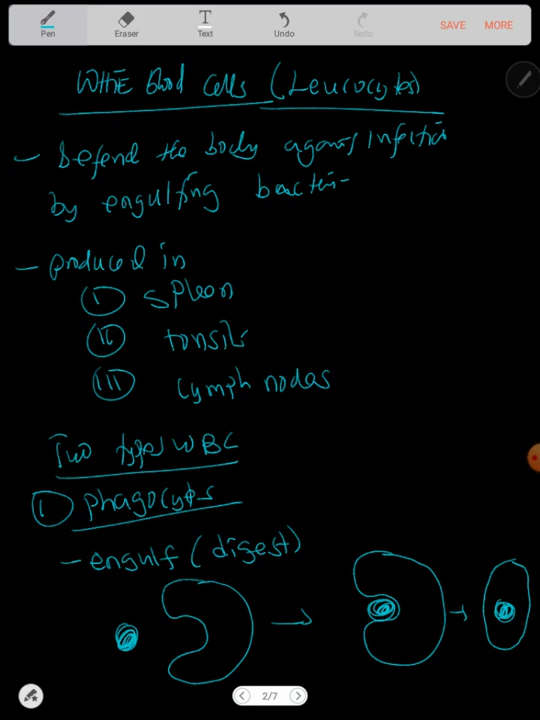 Pen
Eraser
Text
Undo
Redo
SAVE
MORE
WHITE Blood Cells (Leucocytes)
- Defend the body against infection
by engulfing bacteria
- produced in
(i) spleen
(ii) tonsils
(iii) lymph nodes
Two types WBC
(1) phagocytes
- engulf (digest)
2/7